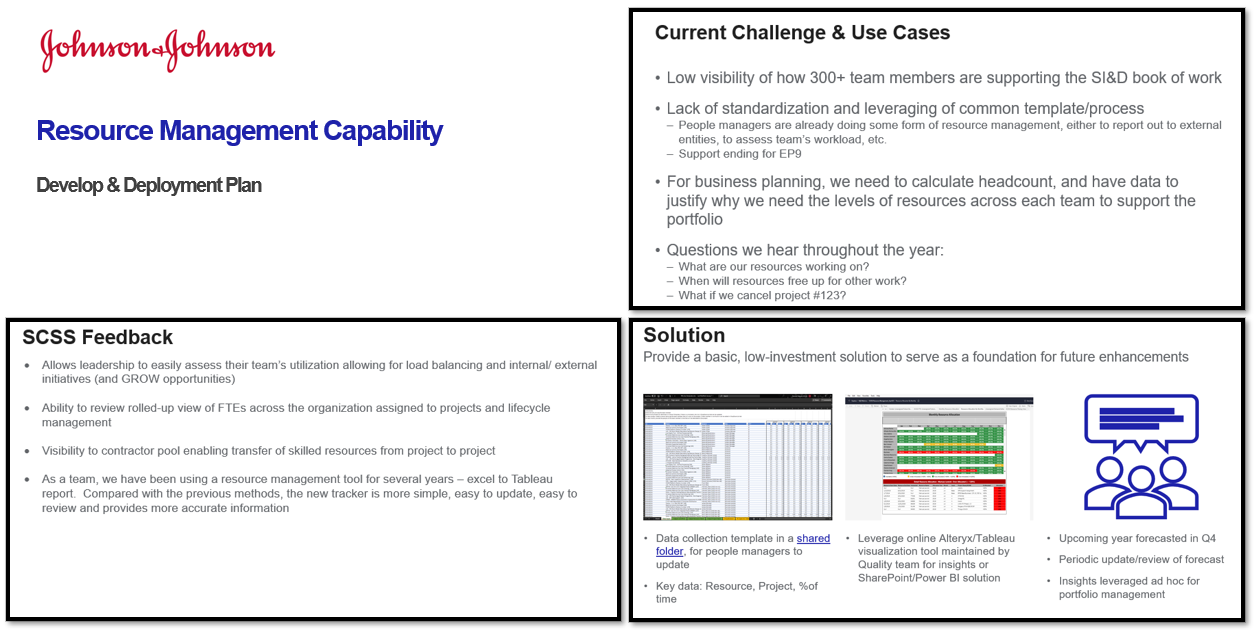 Johnson&Johnson
Resource Management Capability
Develop & Deployment Plan
Current Challenge & Use Cases
• Low visibility of how 300+ team members are supporting the SI&D book of work
• Lack of standardization and leveraging of common template/process
– People managers are already doing some form of resource management, either to report out to external
entities, to assess team's workload, etc.
– Support ending for EP9
• For business planning, we need to calculate headcount, and have data to
justify why we need the levels of resources across each team to support the
portfolio
• Questions we hear throughout the year:
– What are our resources working on?
– When will resources free up for other work?
– What if we cancel project #123?
SCSS Feedback
• Allows leadership to easily assess their team's utilization allowing for load balancing and internal/ external
initiatives (and GROW opportunities)
• Ability to review rolled-up view of FTEs across the organization assigned to projects and lifecycle
management
• Visibility to contractor pool enabling transfer of skilled resources from project to project
• As a team, we have been using a resource management tool for several years – excel to Tableau
report.  Compared with the previous methods, the new tracker is more simple, easy to update, easy to
review and provides more accurate information
Solution
Provide a basic, low-investment solution to serve as a foundation for future enhancements
• Data collection template in a shared
folder, for people managers to
update
• Key data: Resource, Project, %of
time
• Leverage online Alteryx/Tableau
visualization tool maintained by
Quality team for insights or
SharePoint/Power BI solution
• Upcoming year forecasted in Q4
• Periodic update/review of forecast
• Insights leveraged ad hoc for
portfolio management